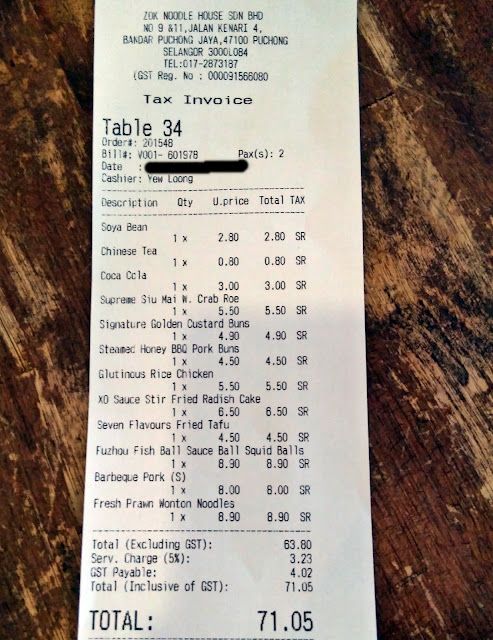 ZOK NOODLE HOUSE SDN BHD
NO 9 &11,JALAN KENARI 4,
BANDAR PUCHONG JAYA,47100 PUCHONG
SELANGOR 3000L084
TEL:017-2873187
(GST Reg. No : 000091566080
Tax Invoice
Table 34
Order#: 201548
Bill#: V001- 601978 Pax(s): 2
Date :
Cashier: Yew Loong
Description Qty U.price Total TAX
Soya Bean
1 x 2.80 2.80 SR
Chinese Tea
1 x 0.80 0.80 SR
Coca Cola
1 x 3.00 3.00 SR
Supreme Siu Mai W. Crab Roe
1 x 5.50 5.50 SR
Signature Golden Custard Buns
1 x 4.90 4.90 SR
Steamed Honey BBQ Pork Buns
1 x 4.50 4.50 SR
Glutinous Rice Chicken
1 x 5.50 5.50 SR
XO Sauce Stir Fried Radish Cake
1 x 6.50 6.50 SR
Seven Flavours Fried Tafu
1 x 4.50 4.50 SR
Fuzhou Fish Ball Sauce Ball Squid Balls
1 x 8.90 8.90 SR
Barbeque Pork (S)
1 x 8.00 8.00 SR
Fresh Prawn Wonton Noodles
1 x 8.90 8.90 SR
Total (Excluding GST): 63.80
Serv. Charge (5%): 3.23
GST Payable: 4.02
Total (Inclusive of GST): 71.05
TOTAL: 71.05